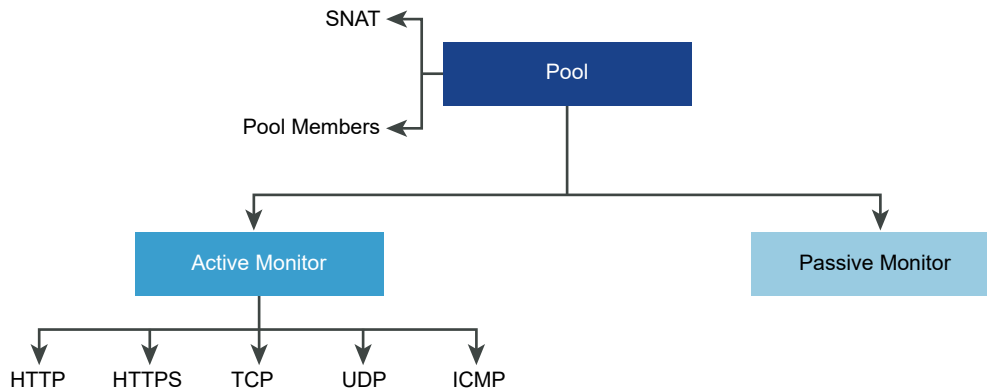 SNAT
Pool
Pool Members
Active Monitor
Passive Monitor
HTTP
HTTPS
TCP
UDP
ICMP